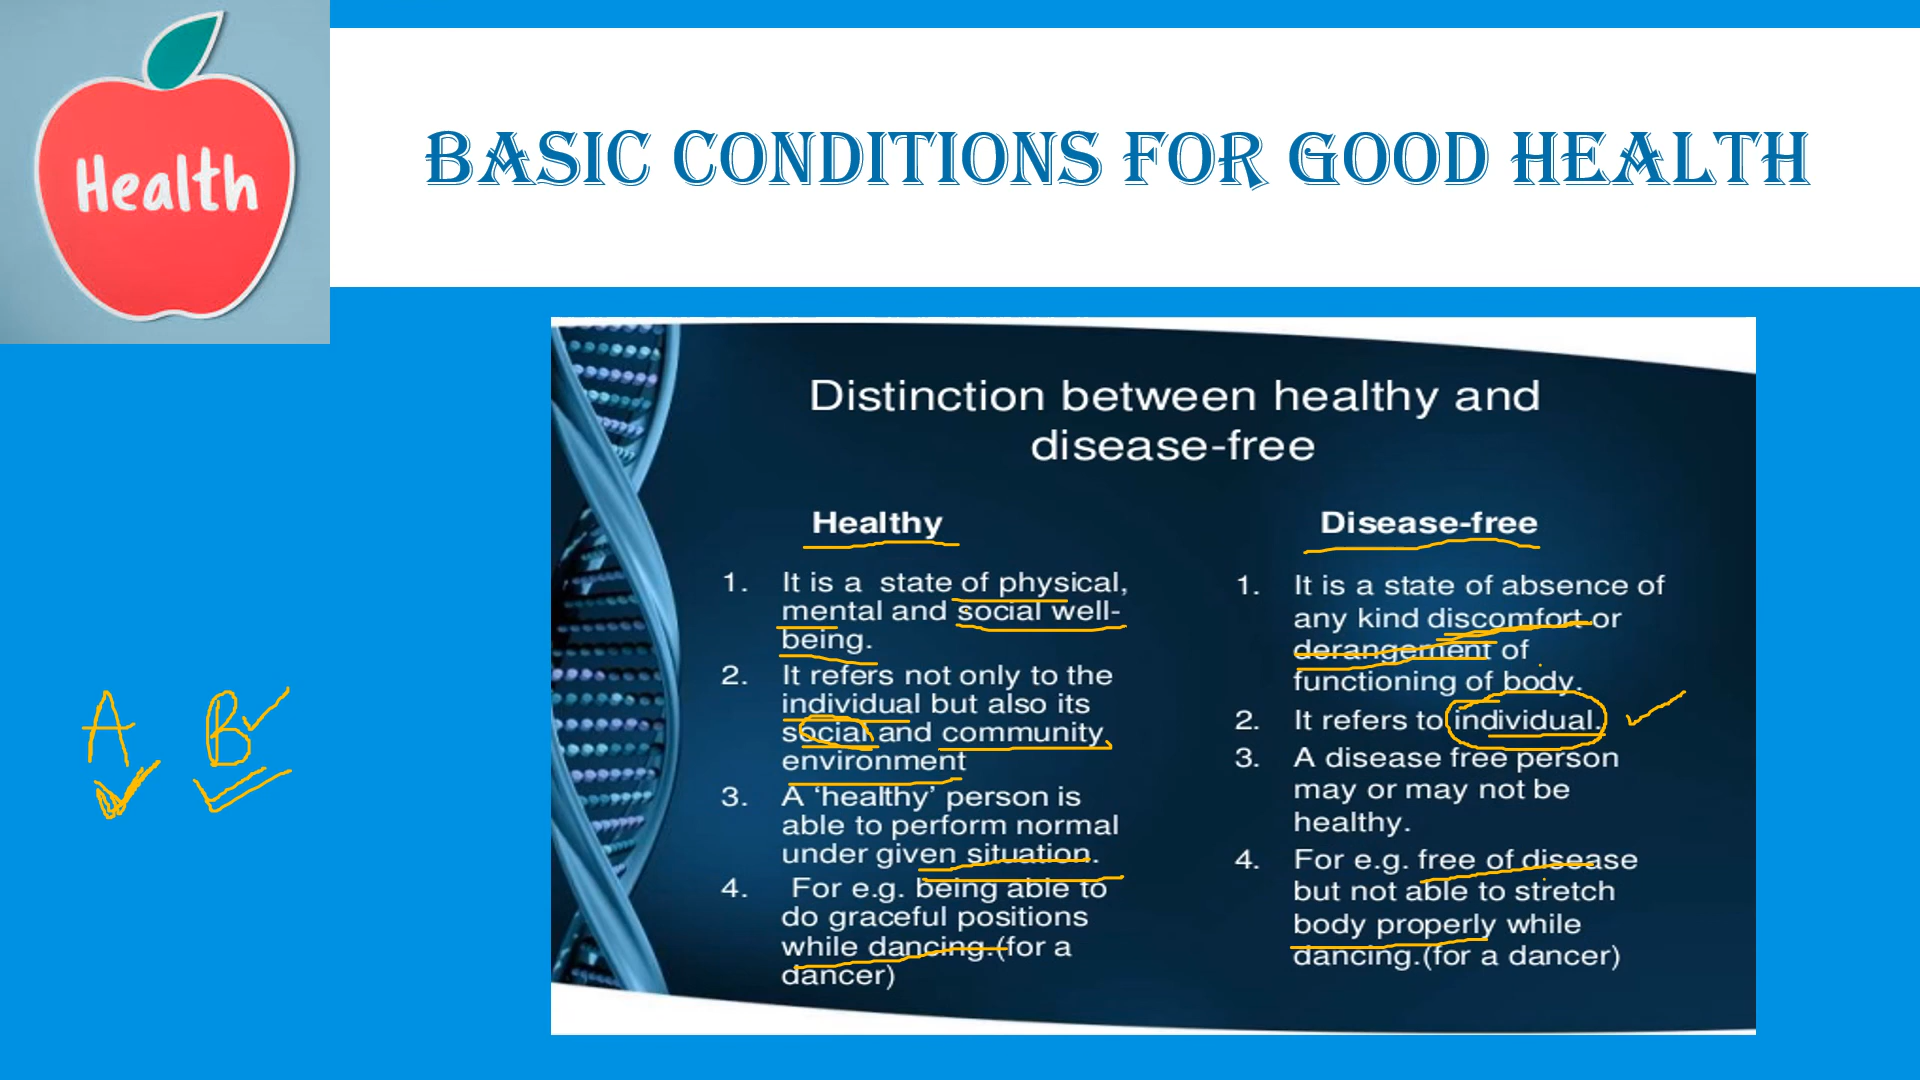 Health
BASIC CONDITIONS FOR GOOD HEALTH
Distinction between healthy and
disease-free
Healthy
1. It is a state of physical,
mental and social well-
being.
2. It refers not only to the
individual but also its
social and community
environment
3. A ‘healthy’ person is
able to perform normal
under given situation.
4. For e.g. being able to
do graceful positions
while dancing.(for a
dancer)
Disease-free
1. It is a state of absence of
any kind discomfort or
derangement of
functioning of body.
2. It refers to individual.
3. A disease free person
may or may not be
healthy.
4. For e.g. free of disease
but not able to stretch
body properly while
dancing.(for a dancer)
A B